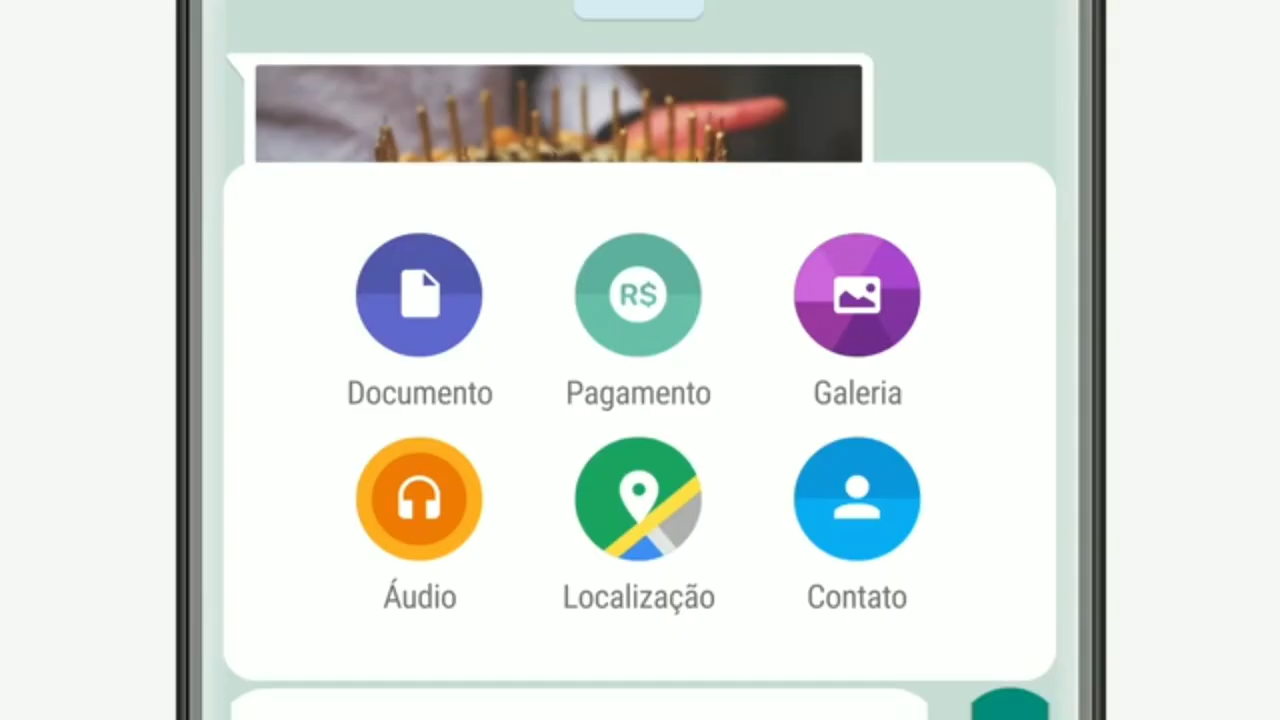 R$
Documento
Pagamento
Galeria
Áudio
Localização
Contato